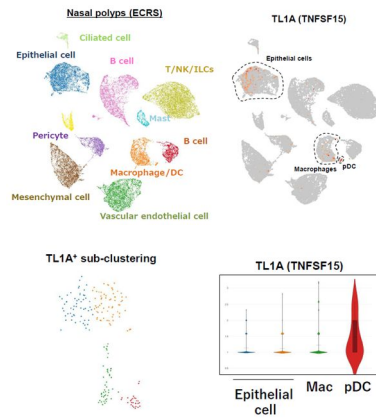 Nasal polyps (ECRS)
Ciliated cell
Epithelial cell
B cell
T/NK/ILCs
Mast
Pericyte
B cell
Macrophage/DC
Mesenchymal cell
Vascular endothelial cell
TL1A (TNFSF15)
Epithelial cells
pDC
Macrophages
TL1A⁺ sub-clustering
TL1A (TNFSF15)
Epithelial
cell
Mac
pDC